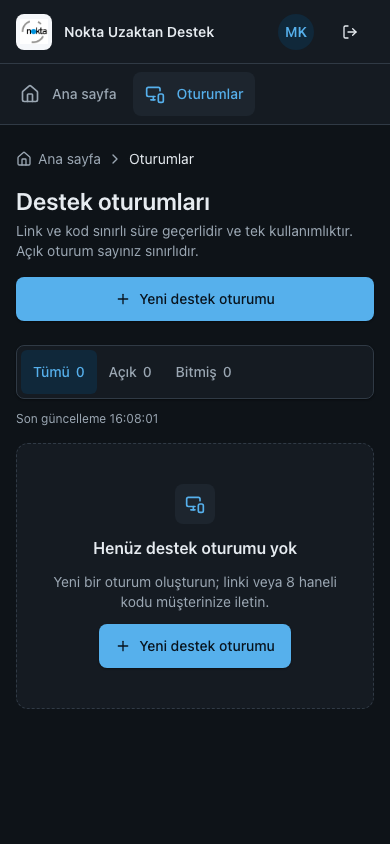 nokta
Nokta Uzaktan Destek
MK
Ana sayfa
Oturumlar
Ana sayfa
Oturumlar
Destek oturumları
Link ve kod sınırlı süre geçerlidir ve tek kullanımlıktır.
Açık oturum sayınız sınırlıdır.
Yeni destek oturumu
Tümü 0
Açık 0
Bitmiş 0
Son güncelleme 16:08:01
Henüz destek oturumu yok
Yeni bir oturum oluşturun; linki veya 8 haneli
kodu müşterinize iletin.
Yeni destek oturumu